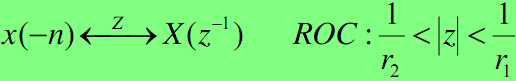 x(−n) ⟷^Z X(z⁻¹) ROC : 1/r₂ < |z| < 1/r₁